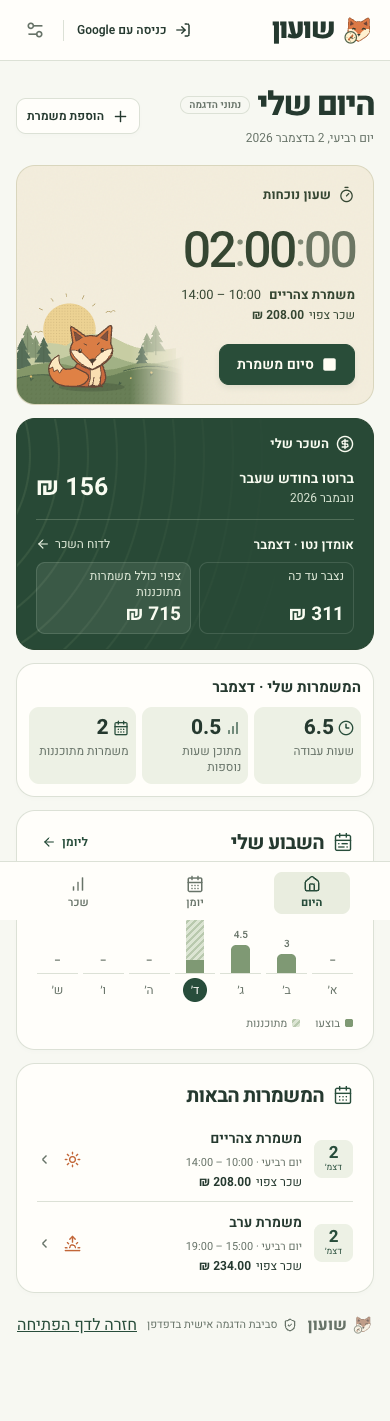 שועון
כניסה עם Google
היום שלי
נתוני הדגמה
יום רביעי, 2 בדצמבר 2026
הוספת משמרת
שעון נוכחות
02:00:00
משמרת צהריים 10:00 – 14:00
שכר צפוי 208.00 ₪
סיום משמרת
השכר שלי
ברוטו בחודש שעבר
נובמבר 2026
156 ₪
אומדן נטו · דצמבר
לדוח השכר
נצבר עד כה
311 ₪
צפוי כולל משמרות
מתוכננות
715 ₪
המשמרות שלי · דצמבר
6.5
שעות עבודה
0.5
מתוכן שעות
נוספות
2
משמרות מתוכננות
השבוע שלי
ליומן
היום
יומן
שכר
– 3 4.5 – – –
א' ב' ג' ד' ה' ו' ש'
בוצעו
מתוכננות
המשמרות הבאות
2
דצמ'
משמרת צהריים
יום רביעי · 10:00 – 14:00
שכר צפוי 208.00 ₪
2
דצמ'
משמרת ערב
יום רביעי · 15:00 – 19:00
שכר צפוי 234.00 ₪
שועון
סביבת הדגמה אישית בדפדפן
חזרה לדף הפתיחה